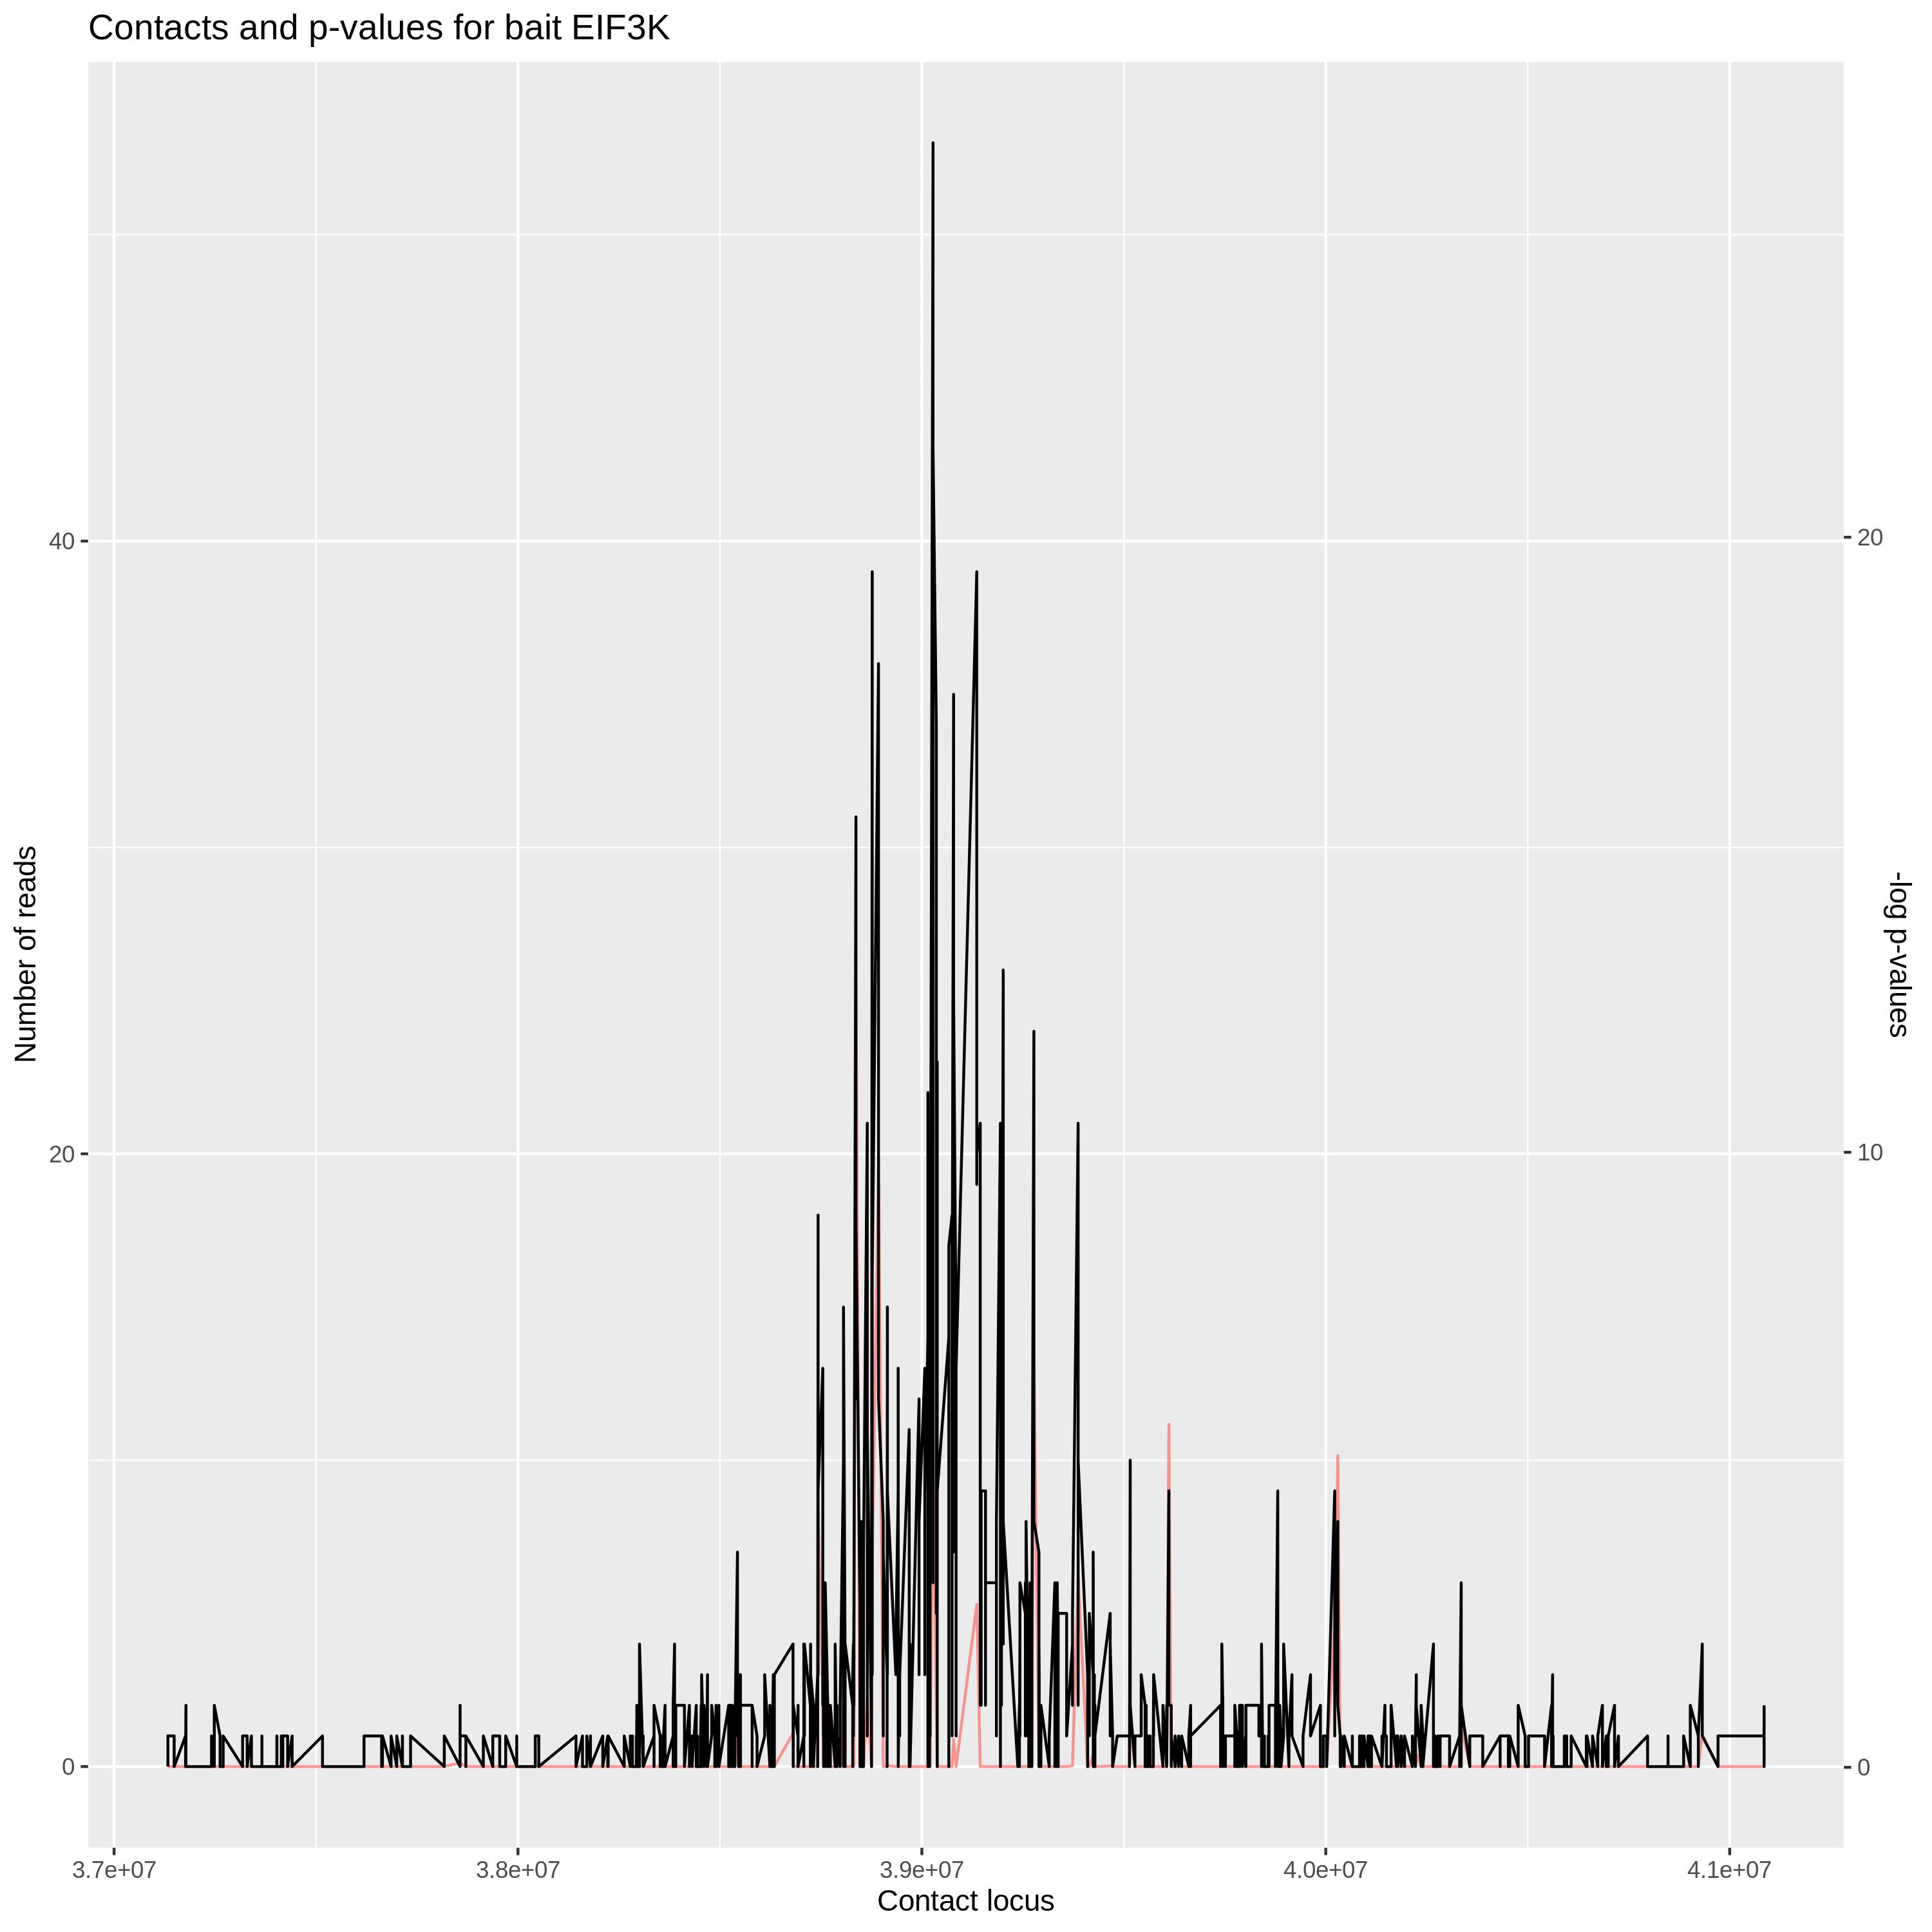 Contacts and p-values for bait EIF3K
40
20
0
Number of reads
20
10
0
-log p-values
3.7e+07 3.8e+07 3.9e+07 4.0e+07 4.1e+07
Contact locus